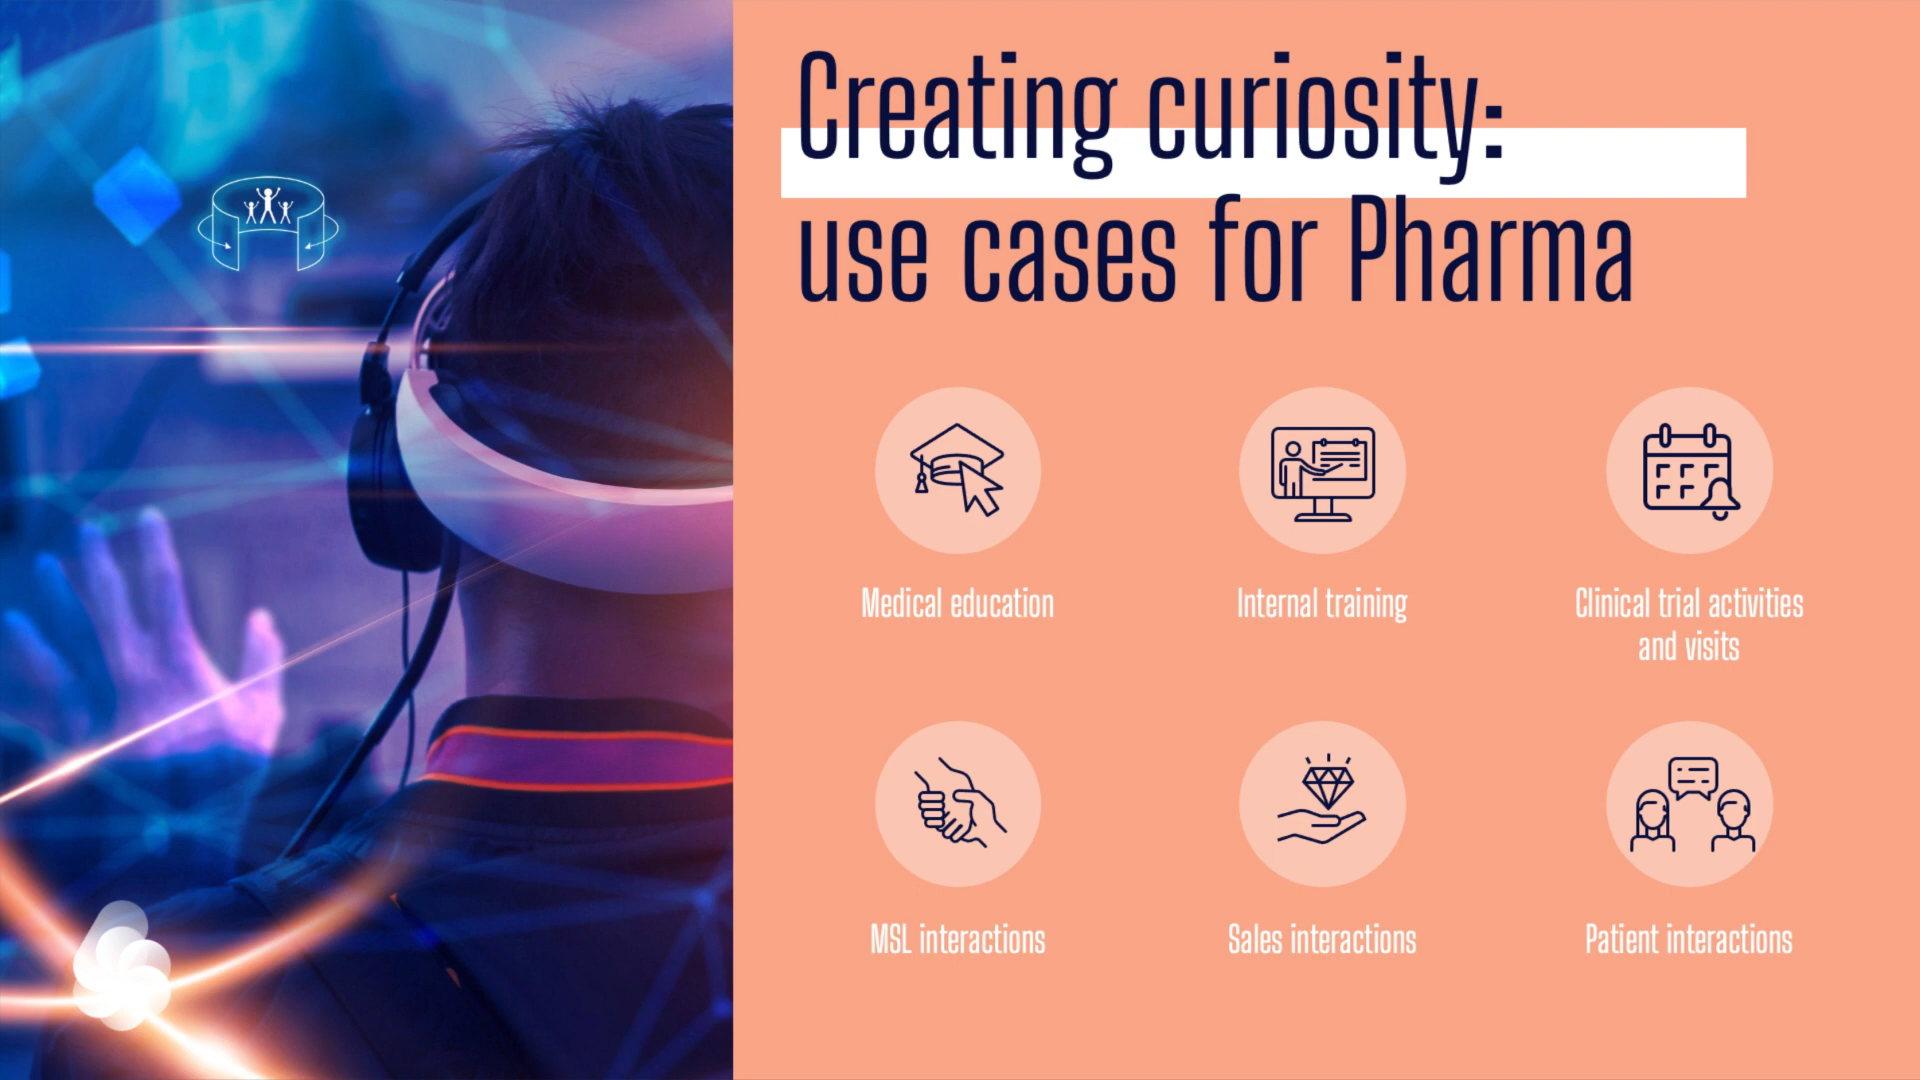 Creating curiosity:
use cases for Pharma
Medical education
Internal training
Clinical trial activities
and visits
MSL interactions
Sales interactions
Patient interactions